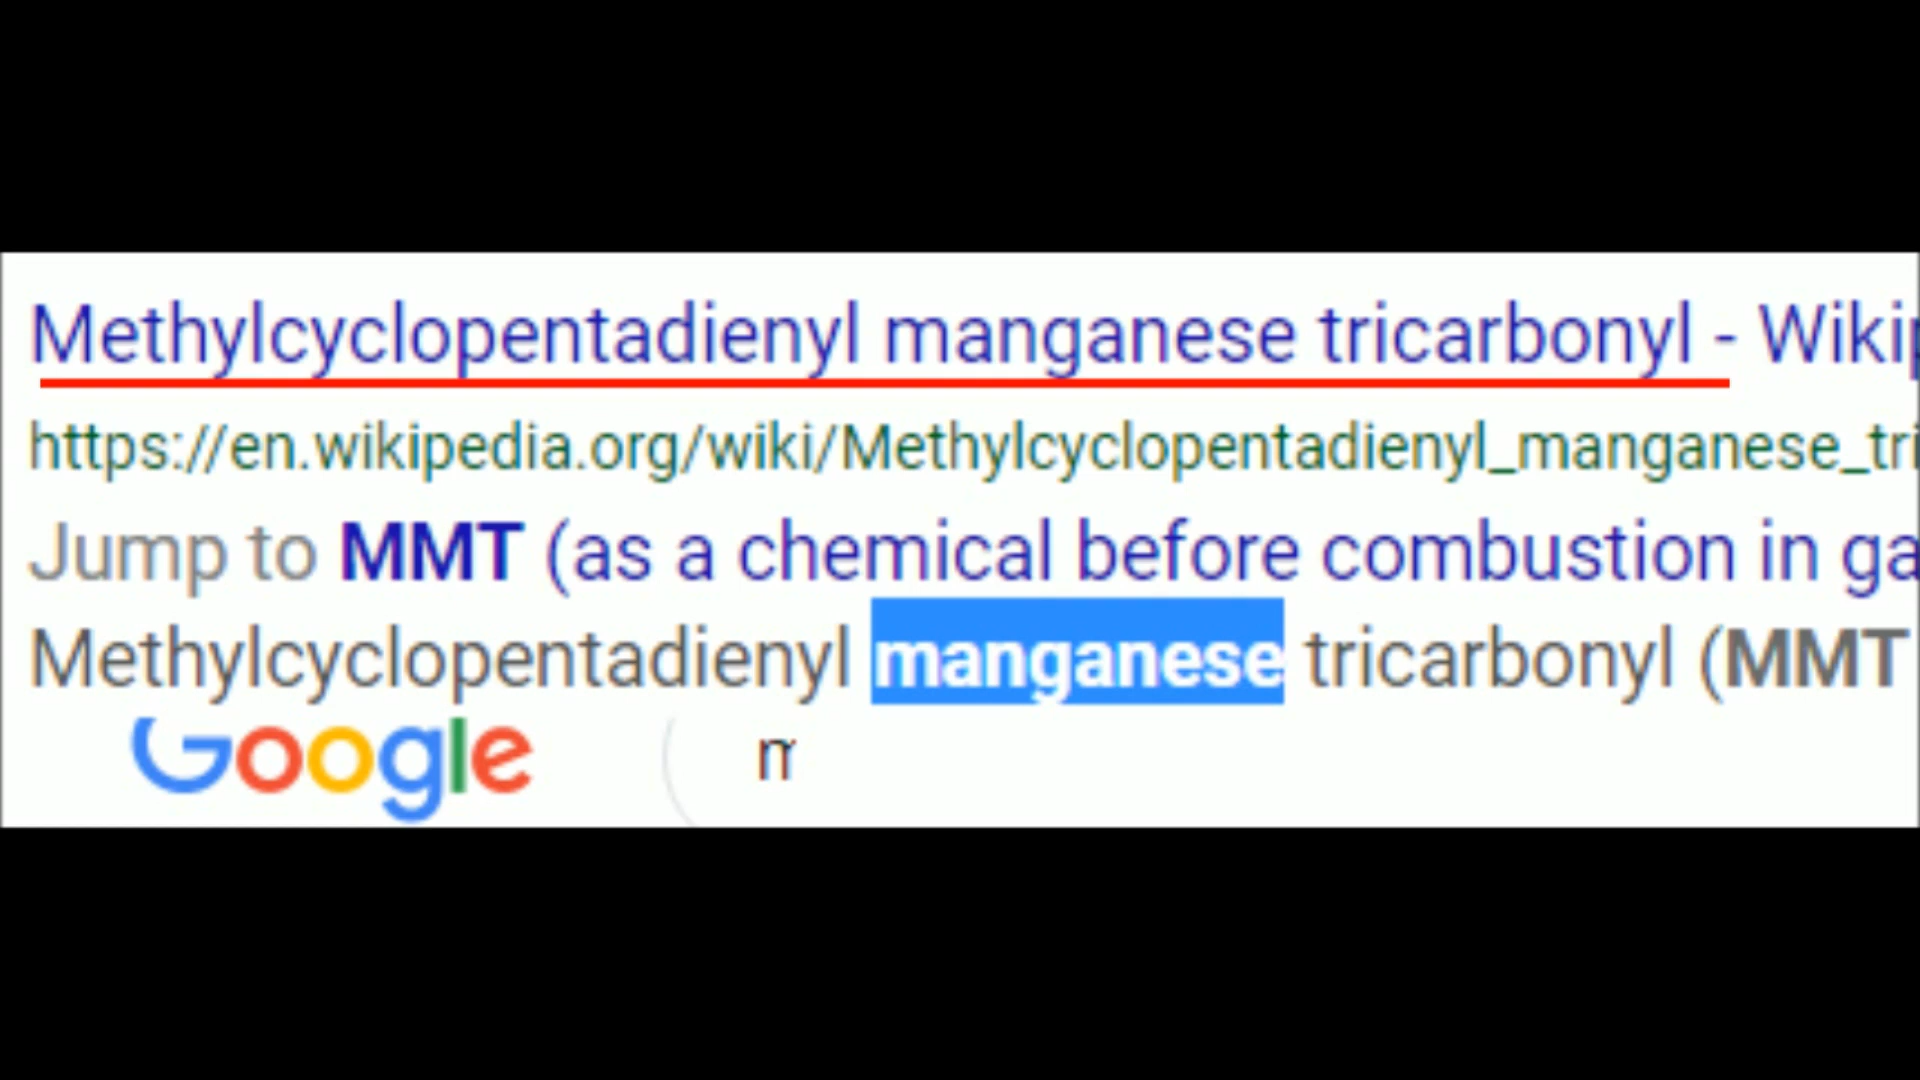 Methylcyclopentadienyl manganese tricarbonyl - Wikip
https://en.wikipedia.org/wiki/Methylcyclopentadienyl_manganese_tri
Jump to MMT (as a chemical before combustion in ga
Methylcyclopentadienyl manganese tricarbonyl (MMT
Google